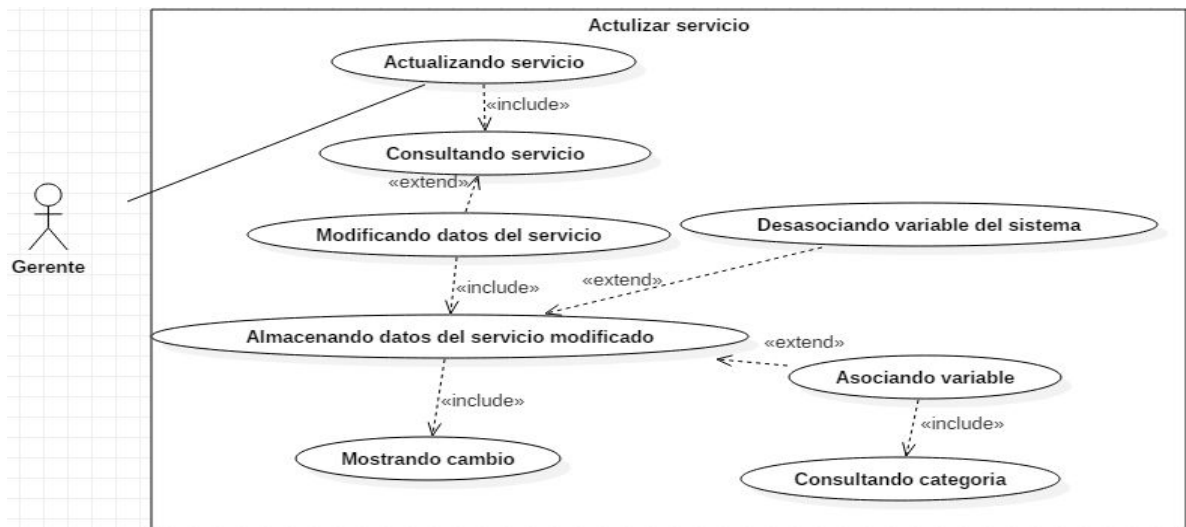 Actulizar servicio
Actualizando servicio
«include»
Consultando servicio
«extend»
Modificando datos del servicio
Desasociando variable del sistema
Gerente
«include»
«extend»
Almacenando datos del servicio modificado
«extend»
Asociando variable
«include»
«include»
Mostrando cambio
Consultando categoria